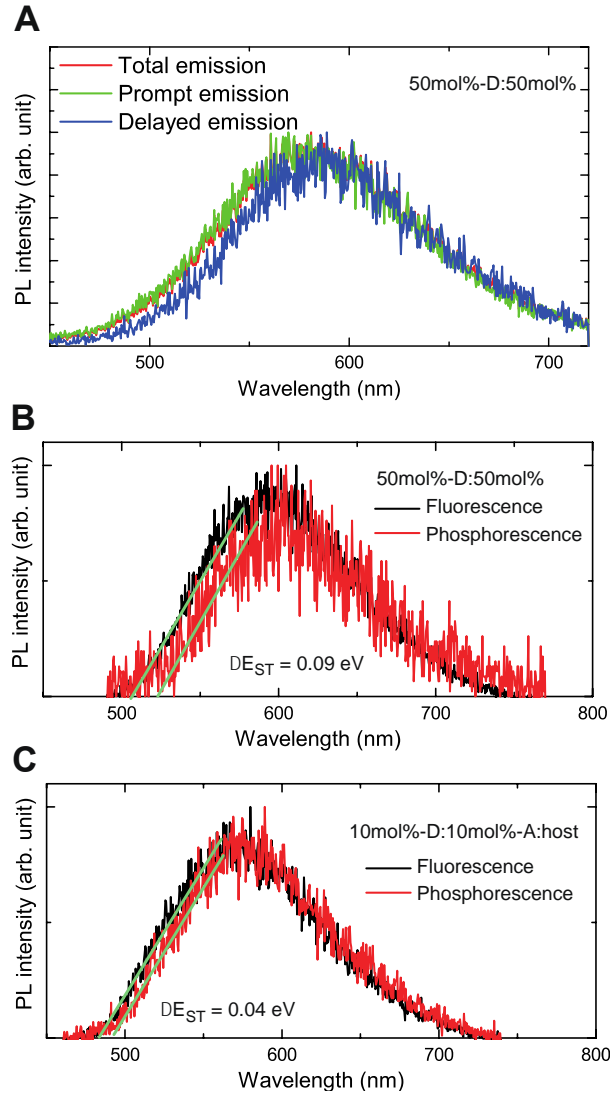 A
Total emission
Prompt emission
Delayed emission
50mol%-D:50mol%
PL intensity (arb. unit)
500 600 700
Wavelength (nm)
B
50mol%-D:50mol%
Fluorescence
Phosphorescence
PL intensity (arb. unit)
DEST = 0.09 eV
500 600 700 800
Wavelength (nm)
C
10mol%-D:10mol%-A:host
Fluorescence
Phosphorescence
PL intensity (arb. unit)
DEST = 0.04 eV
500 600 700 800
Wavelength (nm)